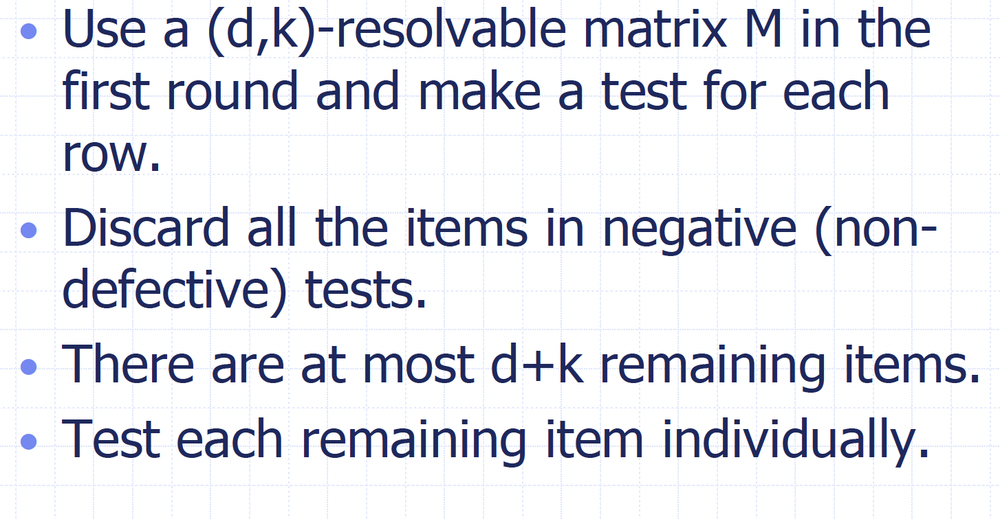 • Use a (d,k)-resolvable matrix M in the
first round and make a test for each
row.
• Discard all the items in negative (non-
defective) tests.
• There are at most d+k remaining items.
• Test each remaining item individually.